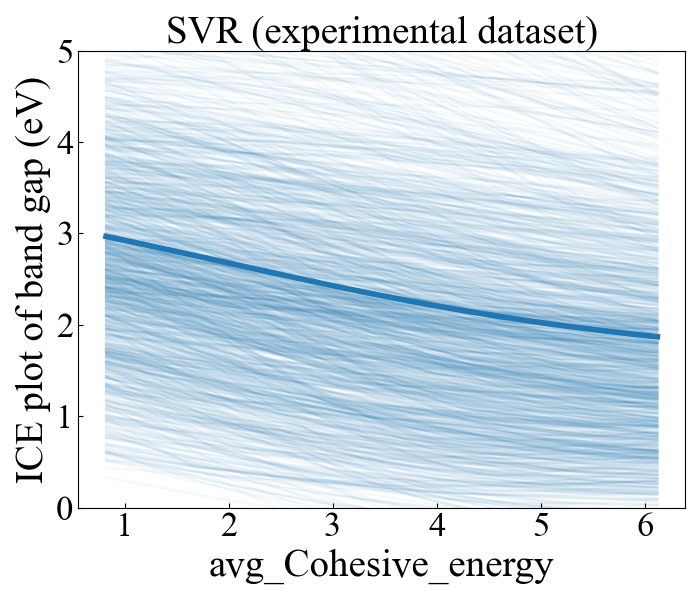 SVR (experimental dataset)
ICE plot of band gap (eV)
5
4
3
2
1
0
1 2 3 4 5 6
avg_Cohesive_energy